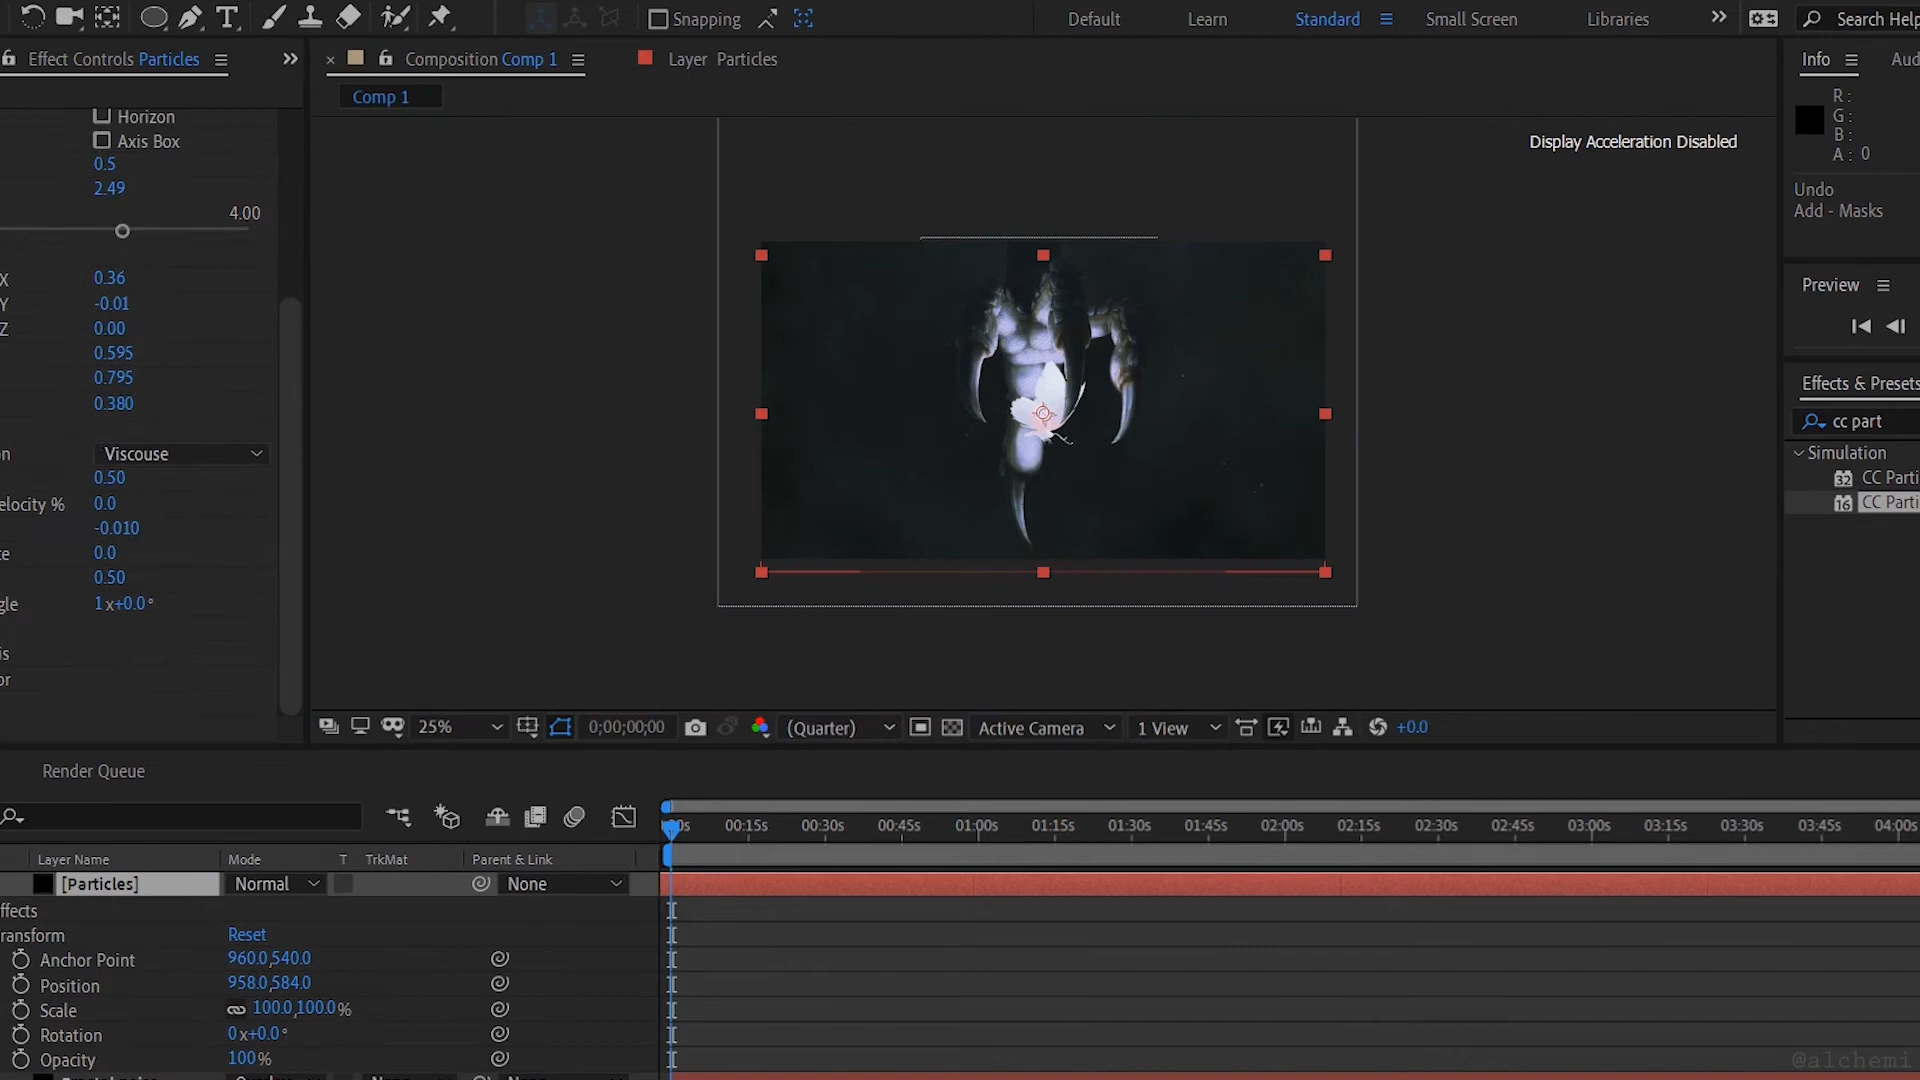 Snapping
Default
Learn
Standard
Small Screen
Libraries
Search Help
Effect Controls Particles
Composition Comp 1
Layer Particles
Info
Aud
Comp 1
Horizon
Axis Box
0.5
2.49
4.00
X 0.36
Y -0.01
Z 0.00
0.595
0.795
0.380
n Viscouse
0.50
elocity % 0.0
-0.010
te 0.0
0.50
gle 1x+0.0°
is
or
Display Acceleration Disabled
R :
G :
B :
A : 0
Undo
Add - Masks
Preview
Effects & Presets
cc part
Simulation
32 CC Parti
16 CC Parti
25%
0;00;00;00
(Quarter)
Active Camera
1 View
+0.0
Render Queue
00s 00:15s 00:30s 00:45s 01:00s 01:15s 01:30s 01:45s 02:00s 02:15s 02:30s 02:45s 03:00s 03:15s 03:30s 03:45s 04:00s
Layer Name Mode T TrkMat Parent & Link
[Particles] Normal None
ffects
ransform Reset
Anchor Point 960.0,540.0
Position 958.0,584.0
Scale 100.0,100.0%
Rotation 0x+0.0°
Opacity 100%
@alchemi